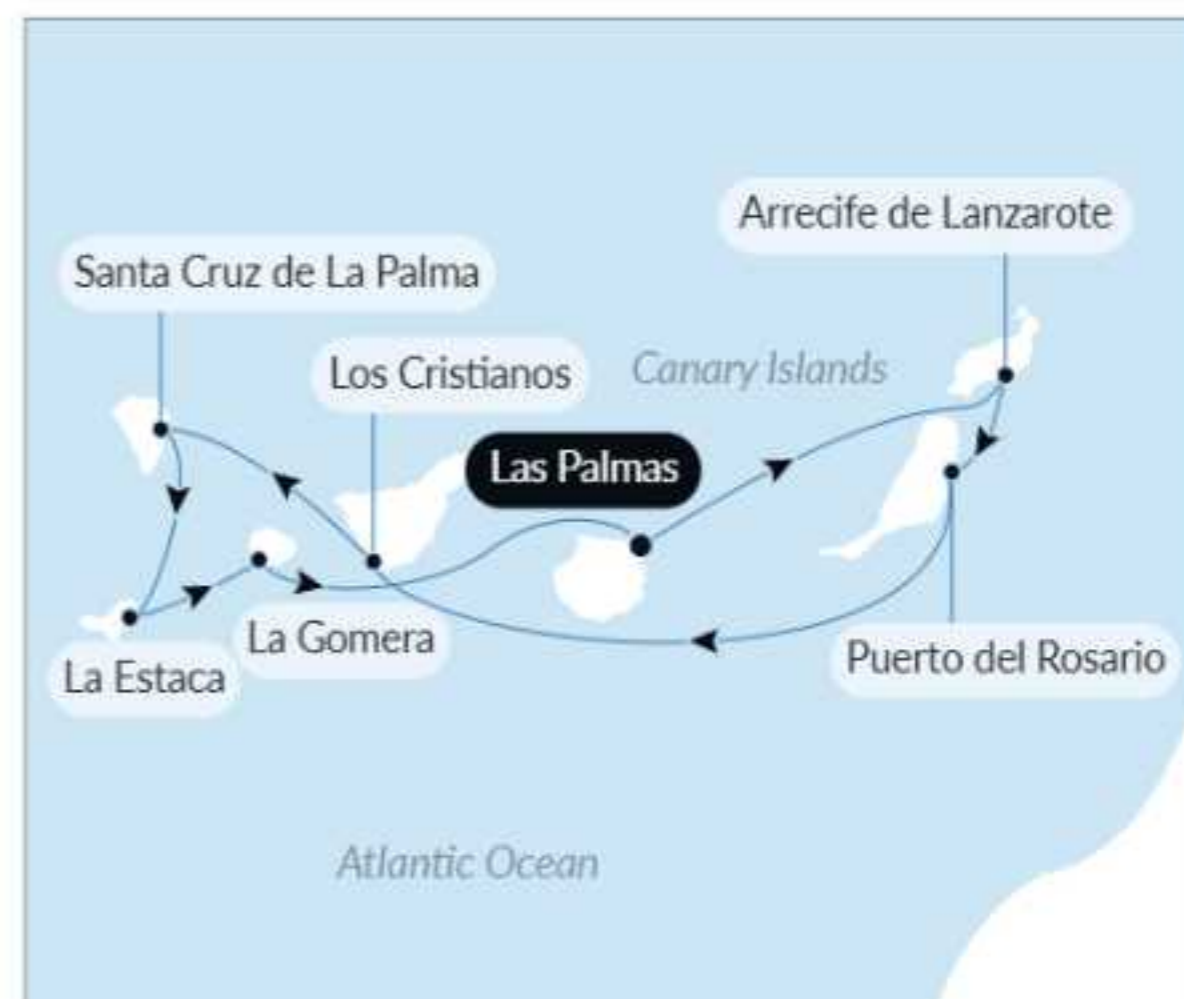 Arrecife de Lanzarote
Santa Cruz de La Palma
Los Cristianos
Canary Islands
Las Palmas
La Gomera
Puerto del Rosario
La Estaca
Atlantic Ocean